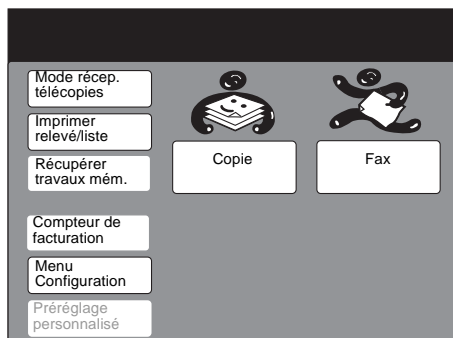 Mode récep.
télécopies
Imprimer
relevé/liste
Récupérer
travaux mém.
Compteur de
facturation
Menu
Configuration
Préréglage
personnalisé
Copie
Fax